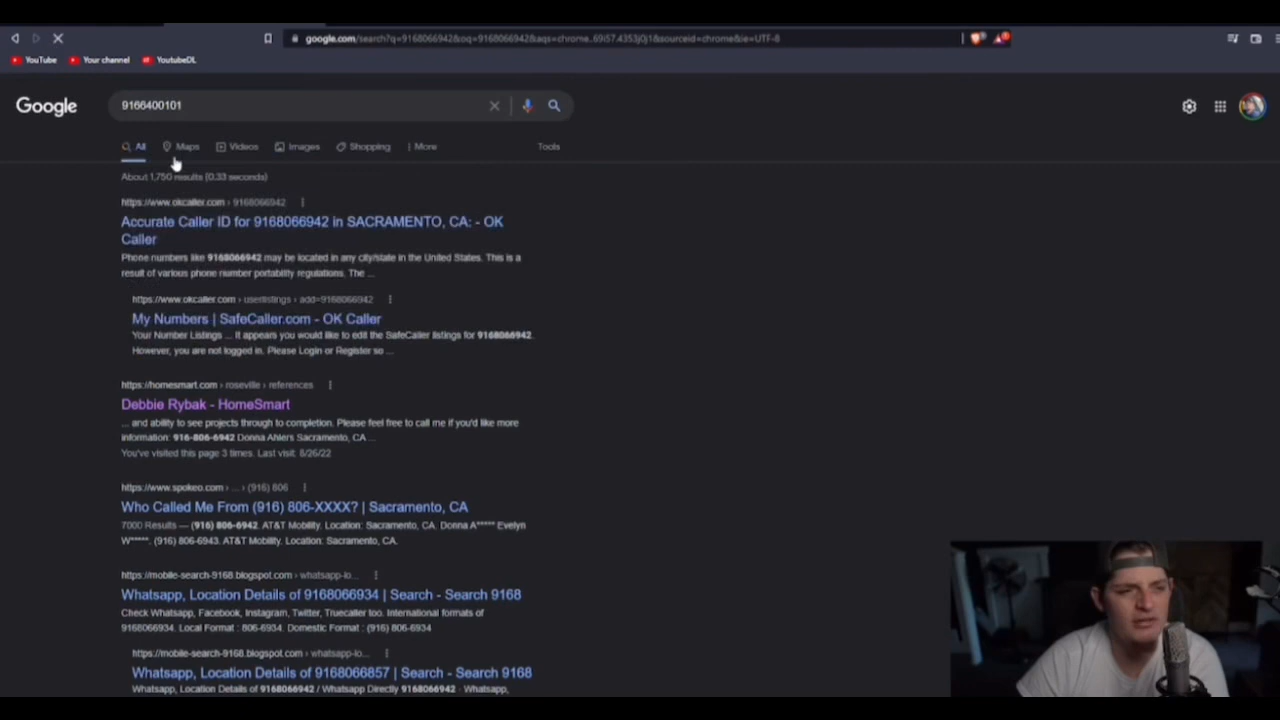 google.com/search?q=9168066942&oq=9168066942&aqs=chrome..69i57.4353j0j1&sourceid=chrome&ie=UTF-8
YouTube Your channel YoutubeDL
Google 9166400101
All Maps Videos Images Shopping More Tools
About 1,750 results (0.33 seconds)
https://www.okcaller.com › 9168066942
Accurate Caller ID for 9168066942 in SACRAMENTO, CA: - OK
Caller
Phone numbers like 9168066942 may be located in any city/state in the United States. This is a
result of various phone number portability regulations. The ...
https://www.okcaller.com › userlistings › add=9168066942
My Numbers | SafeCaller.com - OK Caller
Your Number Listings ... It appears you would like to edit the SafeCaller listings for 9168066942.
However, you are not logged in. Please Login or Register so ...
https://homesmart.com › roseville › references
Debbie Rybak - HomeSmart
... and ability to see projects through to completion. Please feel free to call me if you'd like more
information: 916-806-6942 Donna Ahlers Sacramento, CA ...
You've visited this page 3 times. Last visit: 8/26/22
https://www.spokeo.com › ... › (916) 806
Who Called Me From (916) 806-XXXX? | Sacramento, CA
7000 Results — (916) 806-6942. AT&T Mobility. Location: Sacramento, CA. Donna A***** Evelyn
W*****. (916) 806-6943. AT&T Mobility. Location: Sacramento, CA.
https://mobile-search-9168.blogspot.com › whatsapp-lo...
Whatsapp, Location Details of 9168066934 | Search - Search 9168
Check Whatsapp, Facebook, Instagram, Twitter, Truecaller too. International formats of
9168066934. Local Format : 806-6934. Domestic Format : (916) 806-6934
https://mobile-search-9168.blogspot.com › whatsapp-lo...
Whatsapp, Location Details of 9168066857 | Search - Search 9168
Whatsapp, Location Details of 9168066942 / Whatsapp Directly 9168066942 · Whatsapp,